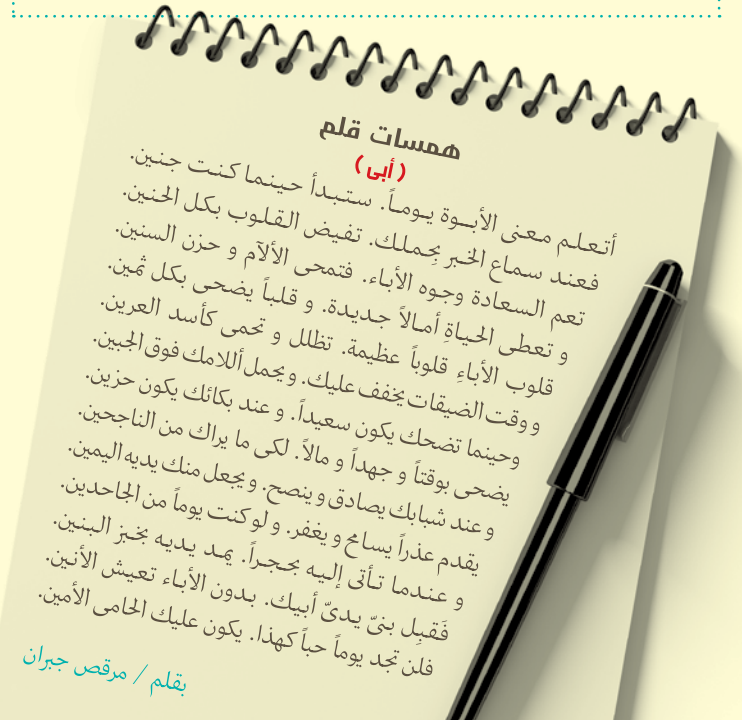 همسات قلم
( أبى )
أتعلم معنى الأبوة يوماً. ستبدأ حينما كنت جنين.
فعند سماع الخبر بِحملك. تفيض القلوب بكل الحنين.
تعم السعادة وجوه الأباء. فتمحى الألآم و حزن السنين.
و تعطى الحياةِ أمالاً جديدة. و قلباً يضحى بكل ثمين.
قلوب الأباءِ قلوباً عظيمة. تظلل و تحمى كأسد العرين.
و وقت الضيقات يخفف عليك. و يحمل أللامك فوق الجبين.
وحينما تضحك يكون سعيداً. و عند بكائك يكون حزين.
يضحى بوقتاً و جهداً و مالاً. لكى ما يراك من الناجحين.
و عند شبابك يصادق و ينصح. و يجعل منك يديه اليمين.
يقدم عذراً يسامح و يغفر. و لو كنت يوماً من الجاحدين.
و عندما تأتى إليه بحجراً. يمد يديه بخبز البنين.
فَقبِل بنىّ يدىّ أبيك. بدون الأباء تعيش الأنين.
فلن تجد يوماً حباً كهذا. يكون عليك الحامى الأمين.
بقلم / مرقص جبران